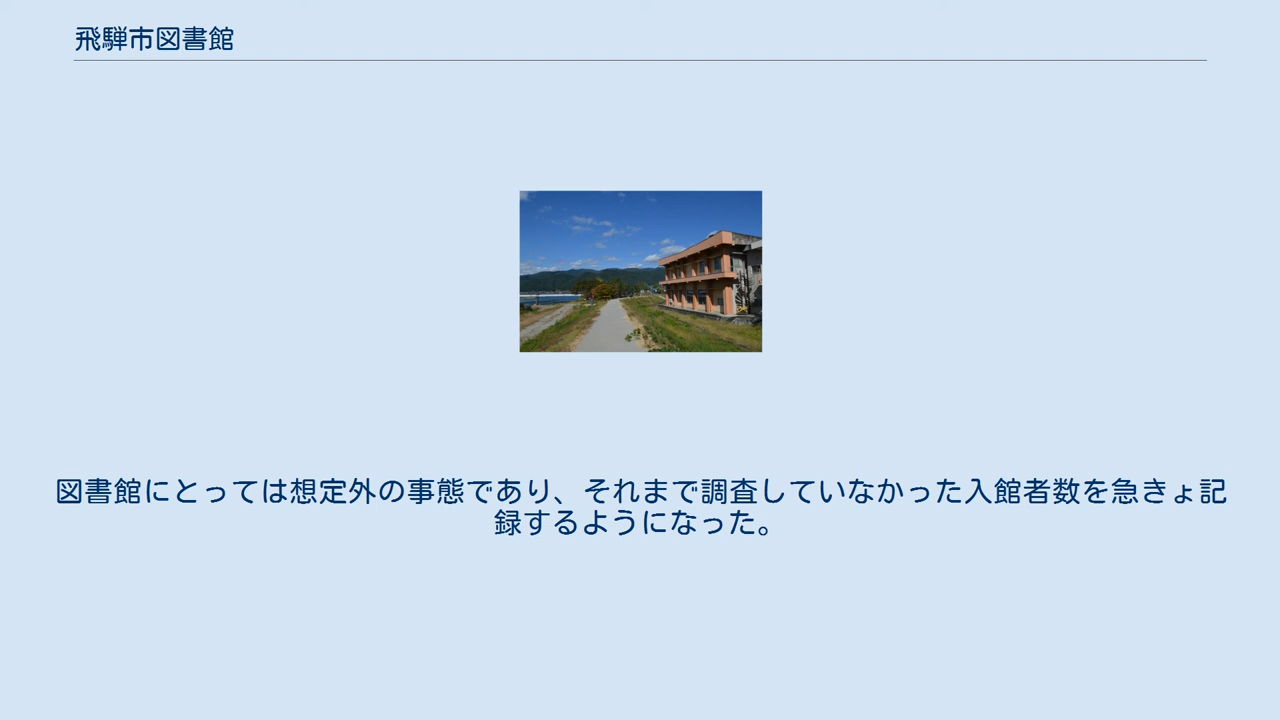 飛騨市図書館
図書館にとっては想定外の事態であり、それまで調査していなかった入館者数を急きょ記
録するようになった。